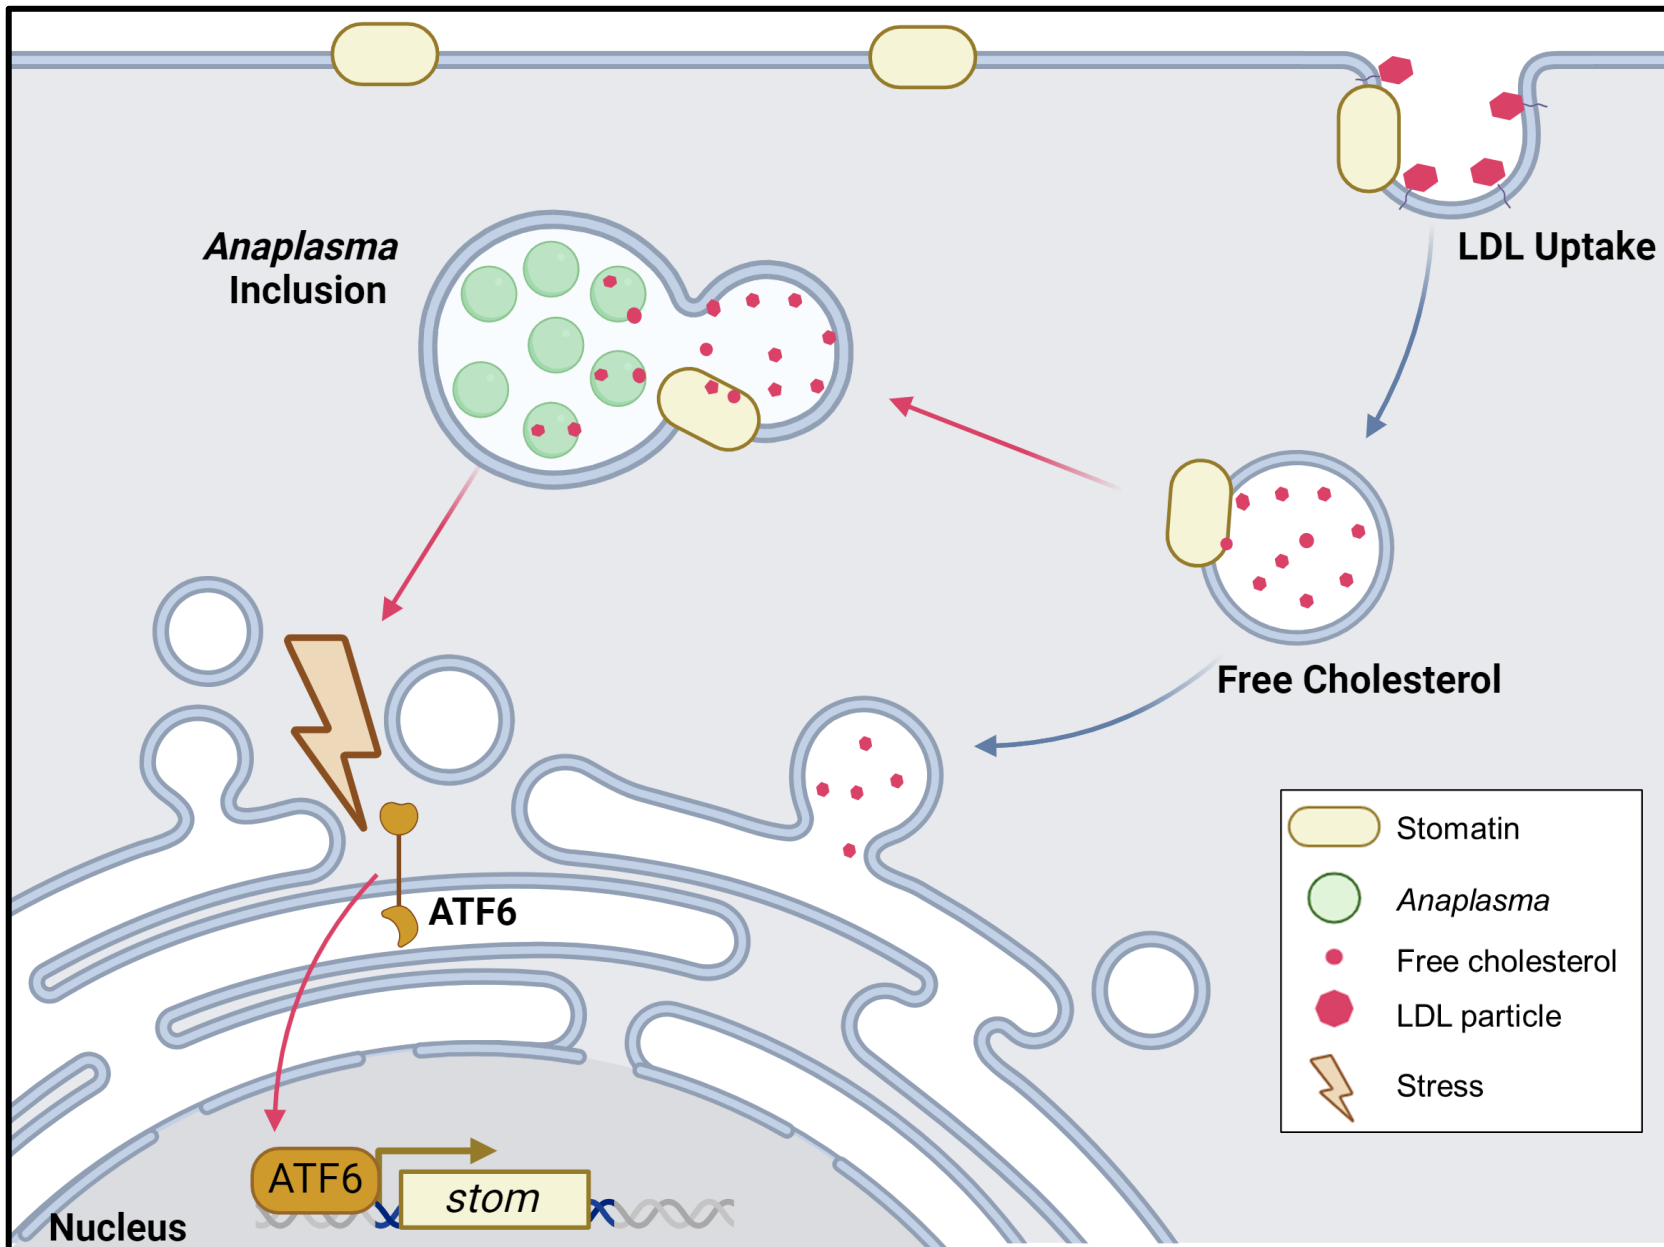 LDL Uptake
Anaplasma
Inclusion
Free Cholesterol
ATF6
Stomatin
Anaplasma
Free cholesterol
LDL particle
Stress
ATF6
stom
Nucleus